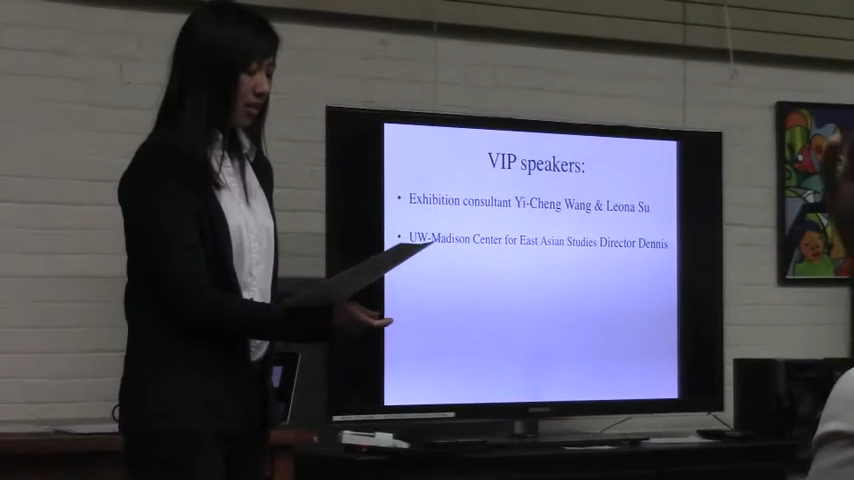 VIP speakers:
• Exhibition consultant Yi-Cheng Wang & Leona Su
• UW-Madison Center for East Asian Studies Director Dennis